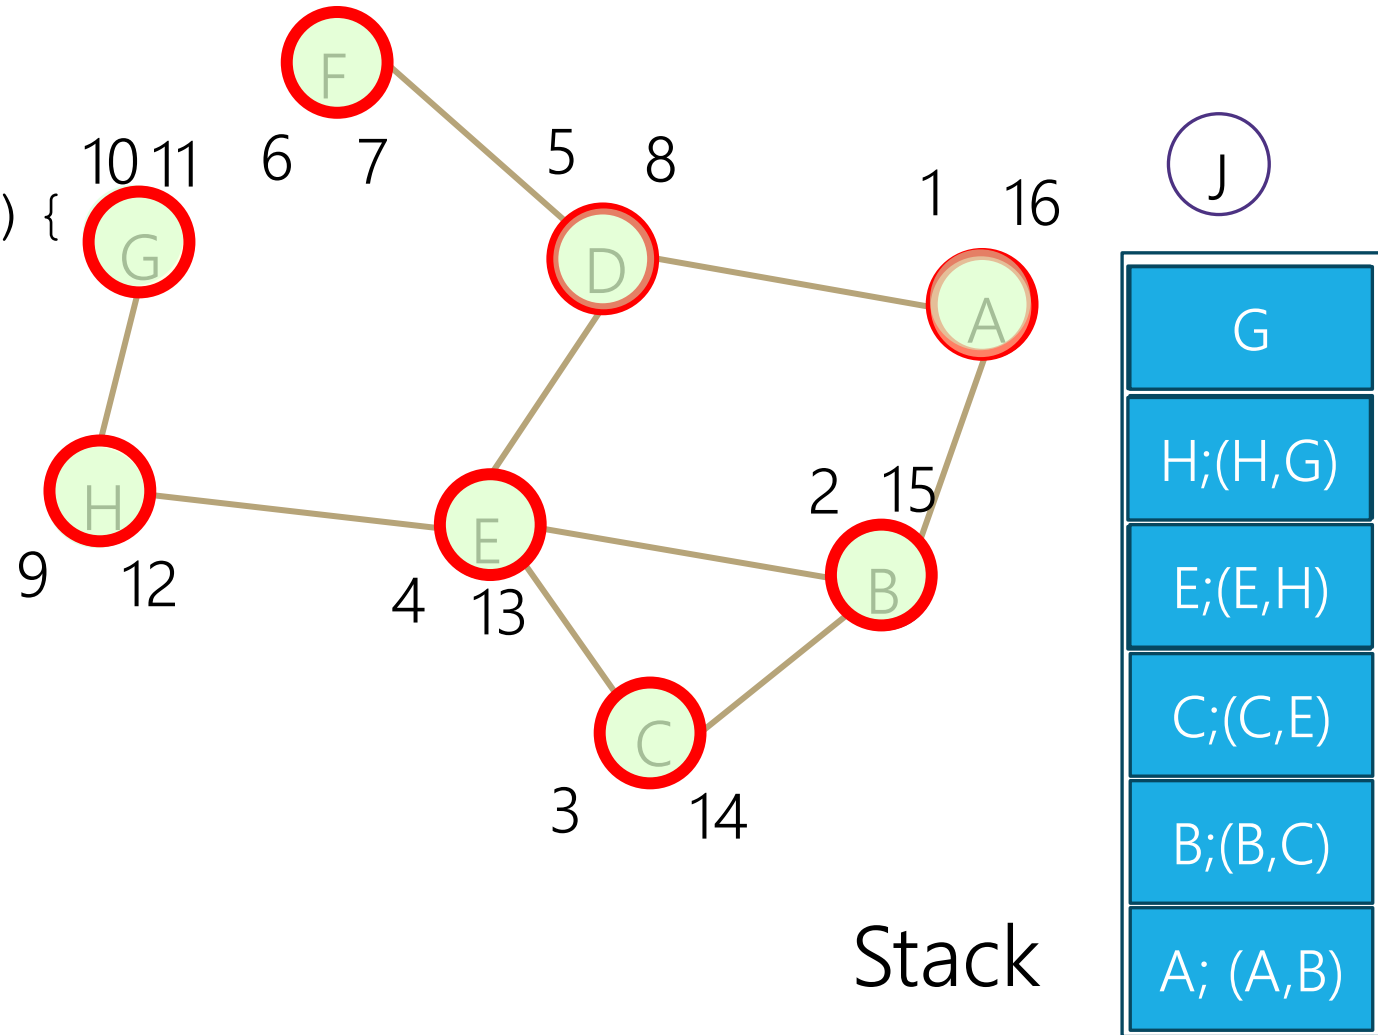 F
6 7
5 8
10 11
1 16
J
) {
G
D
A
G
H;(H,G)
2 15
H
E
B
E;(E,H)
9 12
4 13
C
C;(C,E)
3 14
B;(B,C)
Stack
A; (A,B)